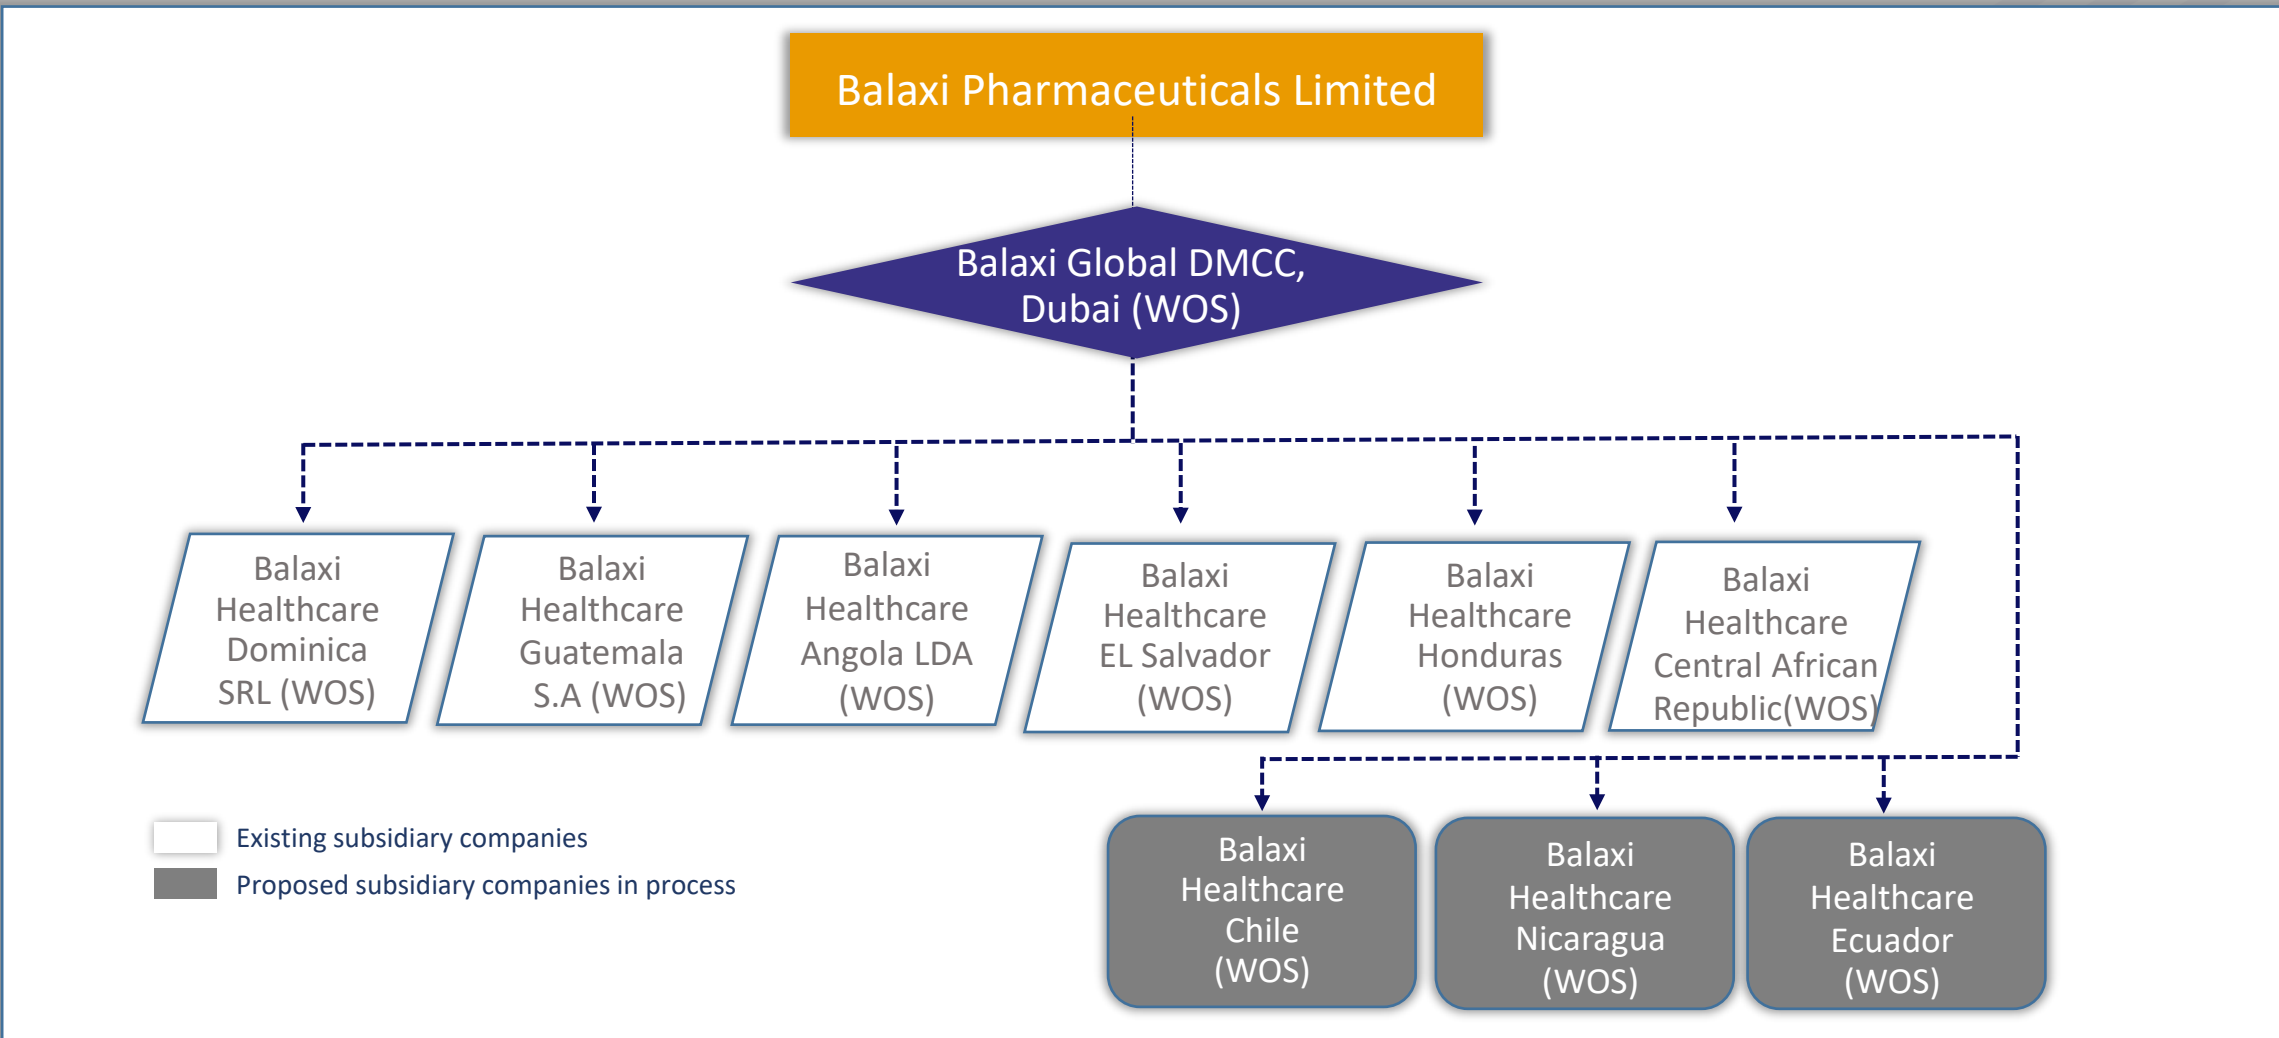 Balaxi Pharmaceuticals Limited
Balaxi Global DMCC,
Dubai (WOS)
Balaxi
Healthcare
Dominica
SRL (WOS)
Balaxi
Healthcare
Guatemala
S.A (WOS)
Balaxi
Healthcare
Angola LDA
(WOS)
Balaxi
Healthcare
EL Salvador
(WOS)
Balaxi
Healthcare
Honduras
(WOS)
Balaxi
Healthcare
Central African
Republic(WOS)
Existing subsidiary companies
Proposed subsidiary companies in process
Balaxi
Healthcare
Chile
(WOS)
Balaxi
Healthcare
Nicaragua
(WOS)
Balaxi
Healthcare
Ecuador
(WOS)